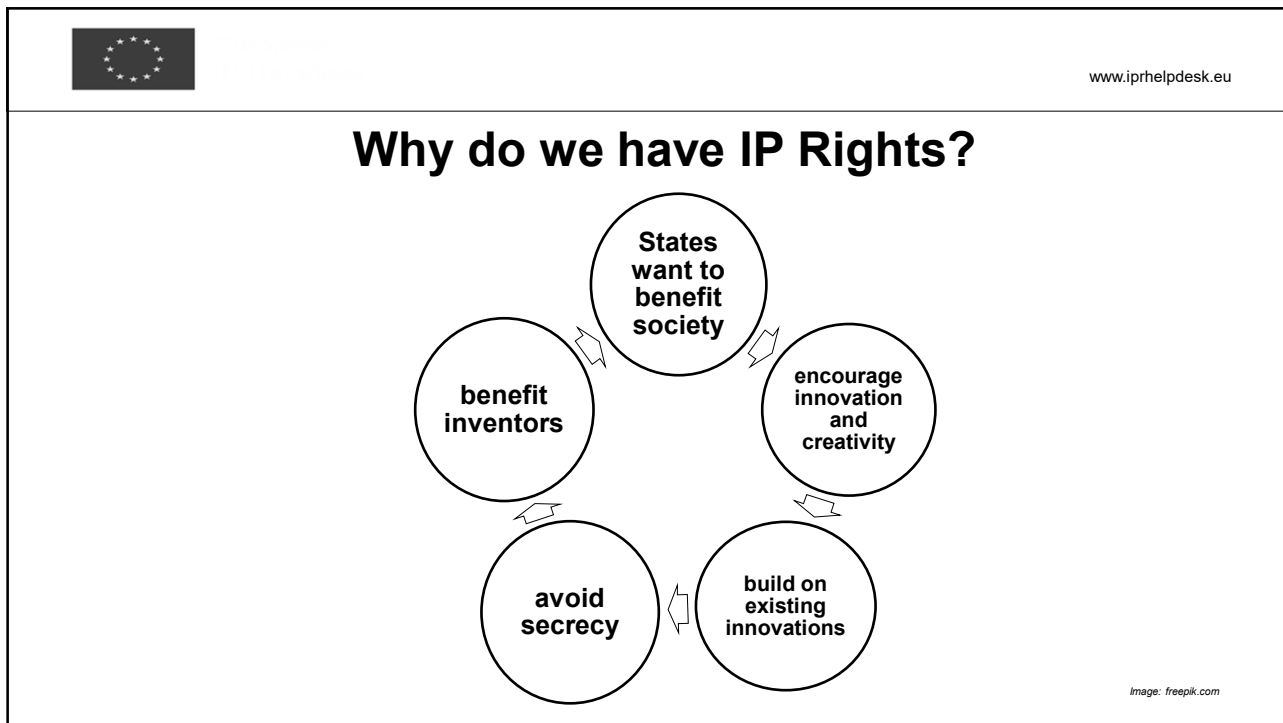 www.iprhelpdesk.eu
Why do we have IP Rights?
States
want to
benefit
society
encourage
innovation
and
creativity
build on
existing
innovations
avoid
secrecy
benefit
inventors
Image: freepik.com